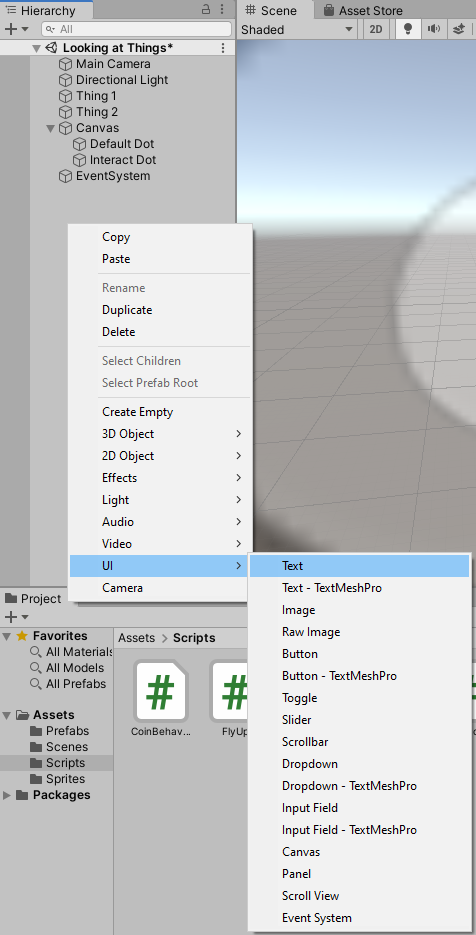 Hierarchy
All
Looking at Things*
Main Camera
Directional Light
Thing 1
Thing 2
Canvas
Default Dot
Interact Dot
EventSystem
Scene
Asset Store
Shaded
2D
Copy
Paste
Rename
Duplicate
Delete
Select Children
Select Prefab Root
Create Empty
3D Object
2D Object
Effects
Light
Audio
Video
UI
Camera
Text
Text - TextMeshPro
Image
Raw Image
Button
Button - TextMeshPro
Toggle
Slider
Scrollbar
Dropdown
Dropdown - TextMeshPro
Input Field
Input Field - TextMeshPro
Canvas
Panel
Scroll View
Event System
Project
Favorites
All Materials
All Models
All Prefabs
Assets
Prefabs
Scenes
Scripts
Sprites
Packages
Assets > Scripts
CoinBehav...
FlyUp